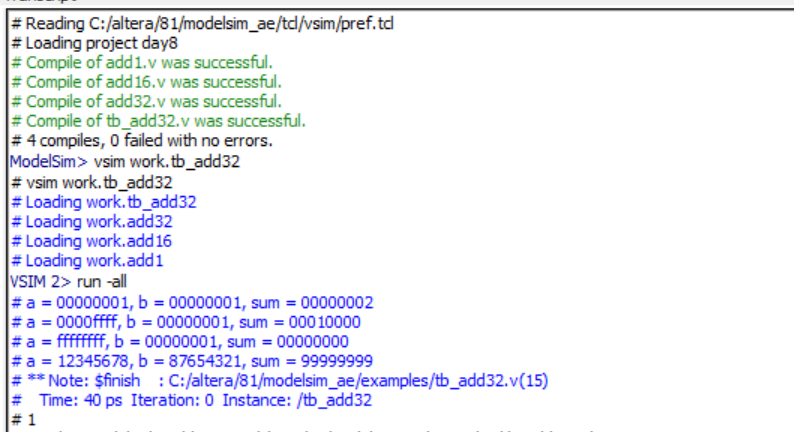 # Reading C:/altera/81/modelsim_ae/tcl/vsim/pref.tcl
# Loading project day8
# Compile of add1.v was successful.
# Compile of add16.v was successful.
# Compile of add32.v was successful.
# Compile of tb_add32.v was successful.
# 4 compiles, 0 failed with no errors.
ModelSim> vsim work.tb_add32
# vsim work.tb_add32
# Loading work.tb_add32
# Loading work.add32
# Loading work.add16
# Loading work.add1
VSIM 2> run -all
# a = 00000001, b = 00000001, sum = 00000002
# a = 0000ffff, b = 00000001, sum = 00010000
# a = ffffffff, b = 00000001, sum = 00000000
# a = 12345678, b = 87654321, sum = 99999999
# ** Note: $finish : C:/altera/81/modelsim_ae/examples/tb_add32.v(15)
# Time: 40 ps Iteration: 0 Instance: /tb_add32
# 1